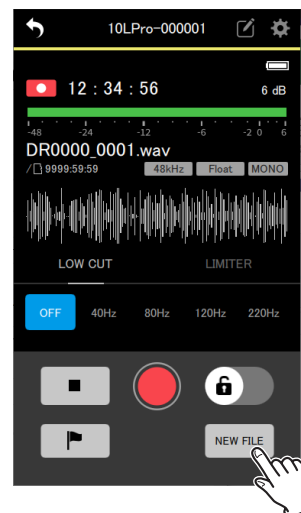 10LPro-000001
12 : 34 : 56 6 dB
-48 -24 -12 -6 -2 0 6
DR0000_0001.wav
/ 9999:59:59 48kHz Float MONO
LOW CUT LIMITER
OFF 40Hz 80Hz 120Hz 220Hz
NEW FILE